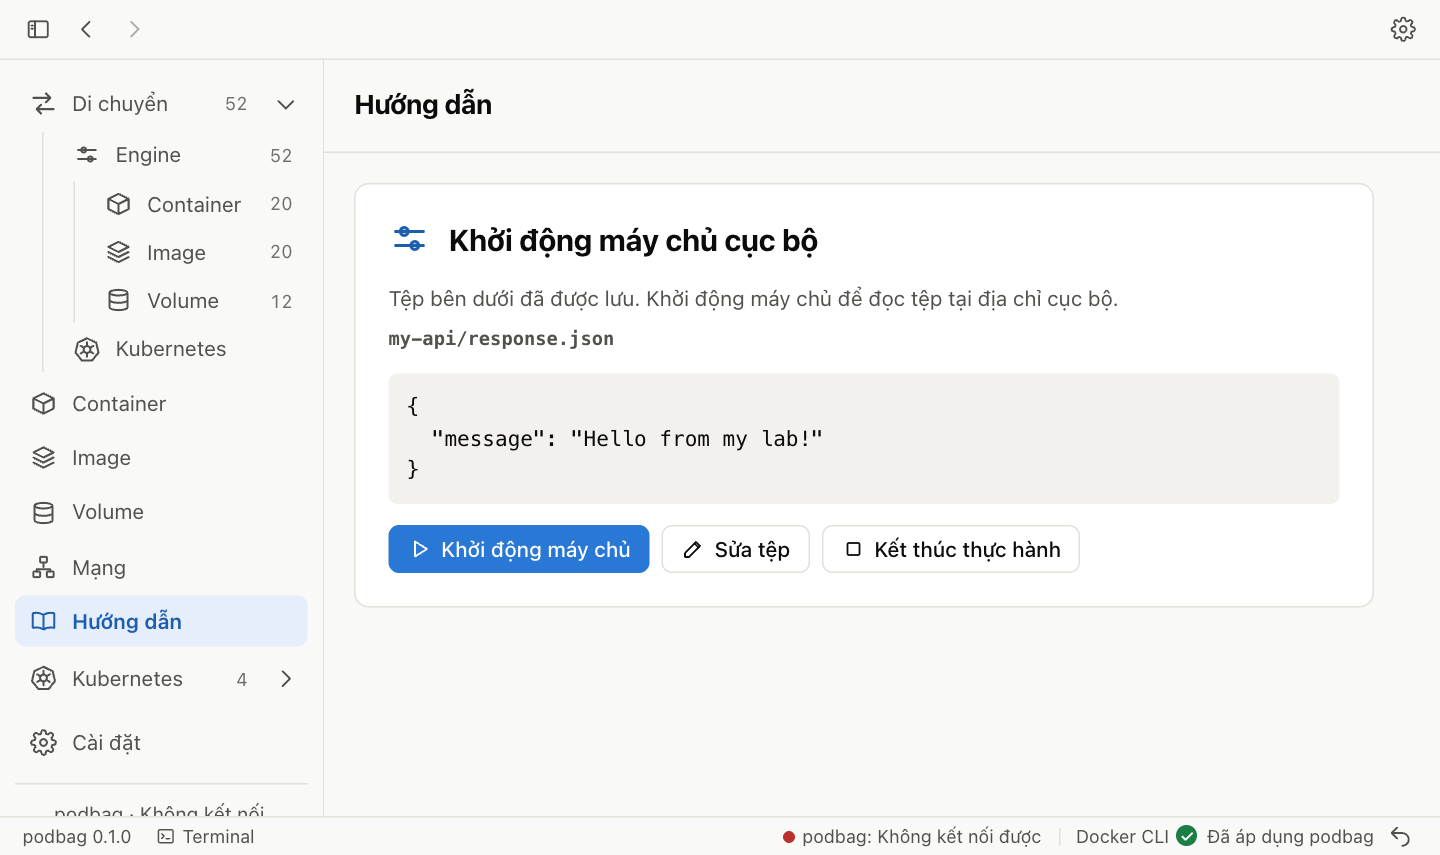 Di chuyển 52
Engine 52
Container 20
Image 20
Volume 12
Kubernetes
Container
Image
Volume
Mạng
Hướng dẫn
Kubernetes 4
Cài đặt
podbag · Không kết nối
Hướng dẫn
Khởi động máy chủ cục bộ
Tệp bên dưới đã được lưu. Khởi động máy chủ để đọc tệp tại địa chỉ cục bộ.
my-api/response.json
{
  "message": "Hello from my lab!"
}
Khởi động máy chủ
Sửa tệp
Kết thúc thực hành
podbag 0.1.0
Terminal
podbag: Không kết nối được
Docker CLI
Đã áp dụng podbag